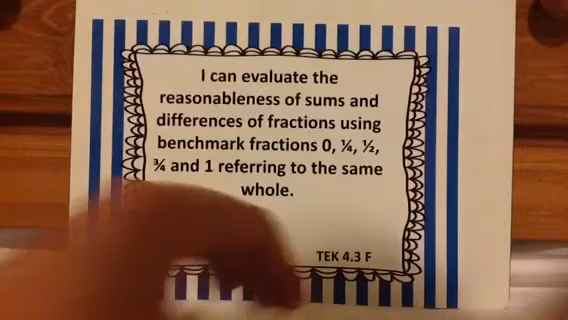 I can evaluate the
reasonableness of sums and
differences of fractions using
benchmark fractions 0, ¼, ½,
¾ and 1 referring to the same
whole.
TEK 4.3 F